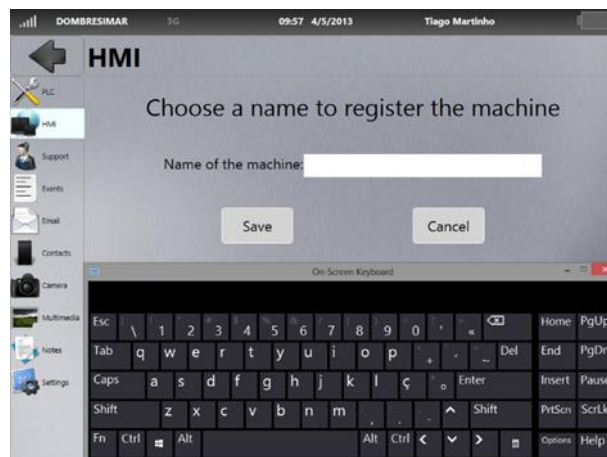 DOMBRESIMAR 3G 09:57 4/5/2013 Tiago Martinho
HMI
PLC
HMI
Support
Events
Email
Contacts
Camera
Multimedia
Notes
Settings
Choose a name to register the machine
Name of the machine:
Save Cancel
On-Screen Keyboard
Esc \ 1 2 3 4 5 6 7 8 9 0 ' « Home PgUp
Tab q w e r t y u i o p + ´ ~ Del End PgDn
Caps a s d f g h j k l ç º Enter Insert Pause
Shift z x c v b n m , . - Shift PrtScn ScrLk
Fn Ctrl Alt Alt Ctrl Options Help